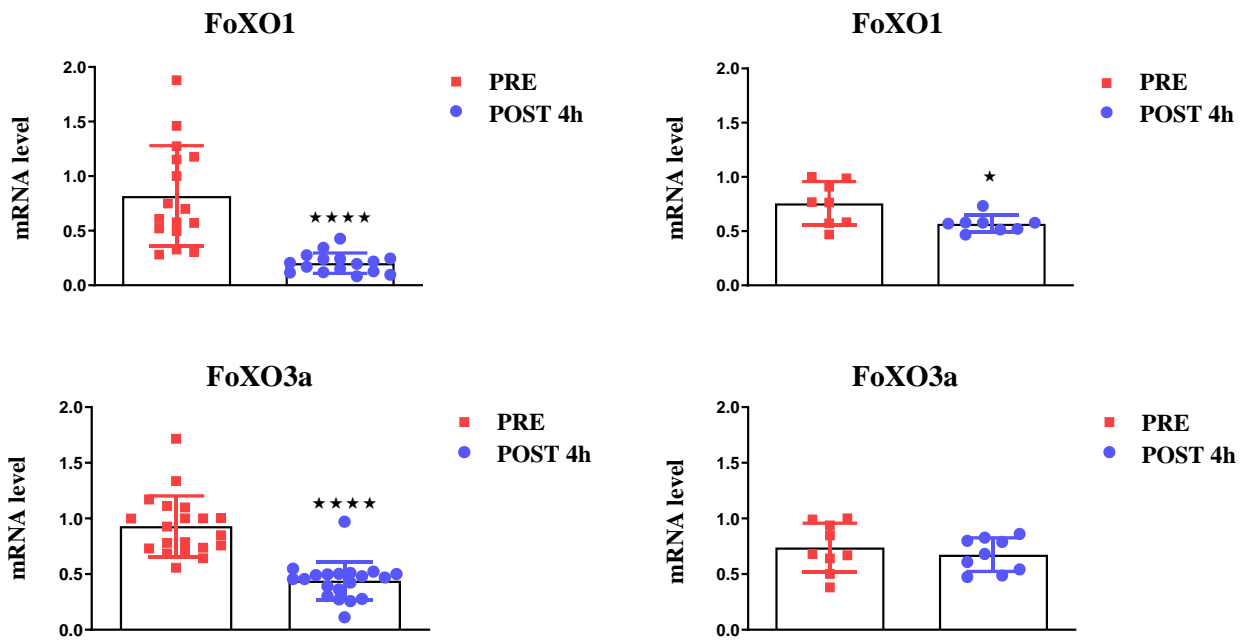 FoXO1
2.0
1.5
1.0
0.5
0.0
mRNA level
PRE
POST 4h
★★★★
FoXO1
2.0
1.5
1.0
0.5
0.0
mRNA level
PRE
POST 4h
★
FoXO3a
2.0
1.5
1.0
0.5
0.0
mRNA level
PRE
POST 4h
★★★★
FoXO3a
2.0
1.5
1.0
0.5
0.0
mRNA level
PRE
POST 4h